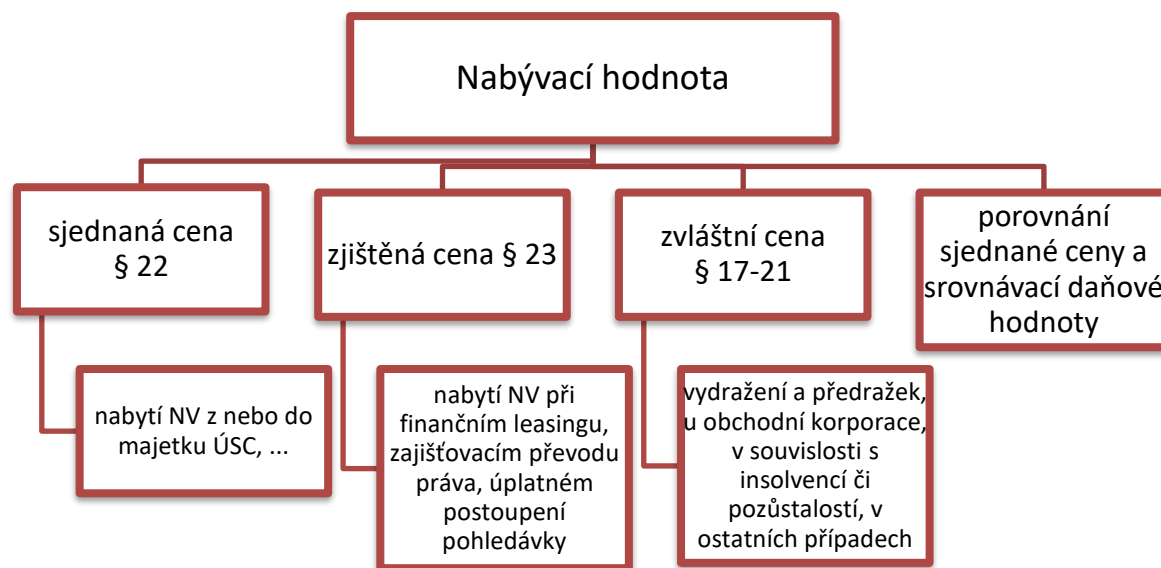 Nabývací hodnota
sjednaná cena
§ 22
zjištěná cena § 23
zvláštní cena
§ 17-21
porovnání
sjednané ceny a
srovnávací daňové
hodnoty
nabytí NV z nebo do
majetku ÚSC, ...
nabytí NV při
finančním leasingu,
zajišťovacím převodu
práva, úplatném
postoupení
pohledávky
vydražení a předražek,
u obchodní korporace,
v souvislosti s
insolvencí či
pozůstalostí, v
ostatních případech